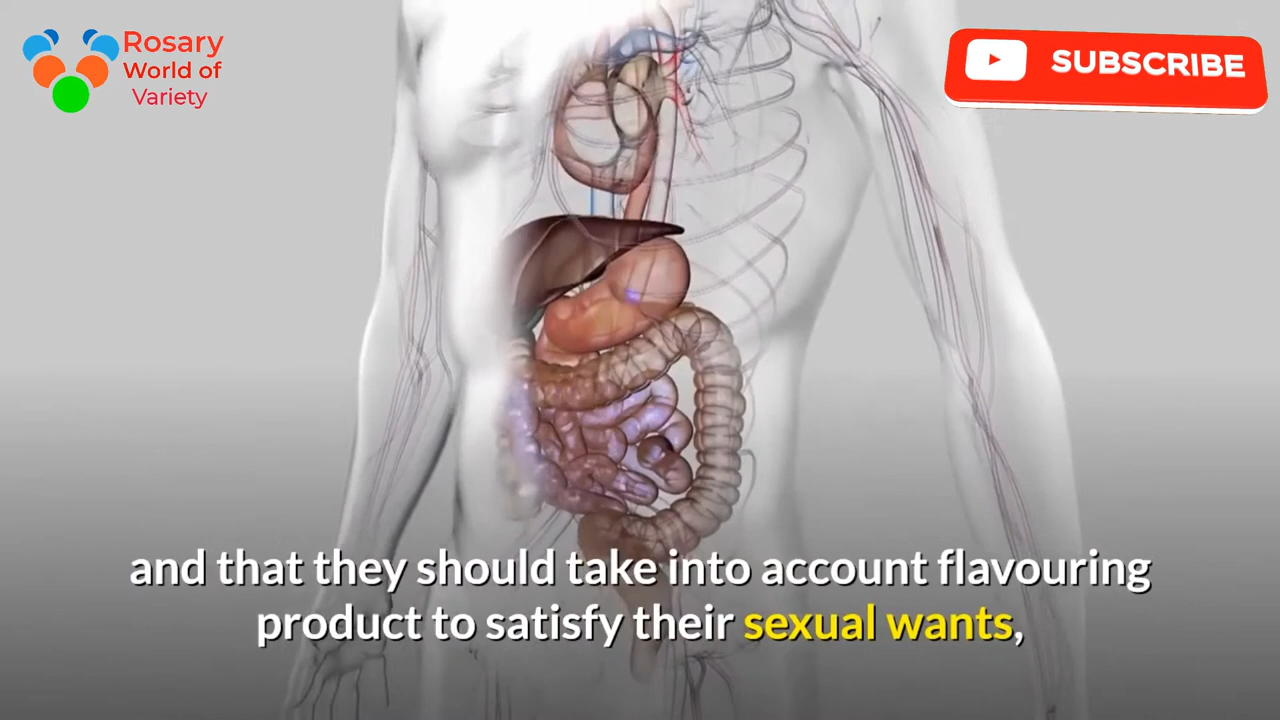 Rosary
World of
Variety
SUBSCRIBE
and that they should take into account flavouring
product to satisfy their sexual wants,